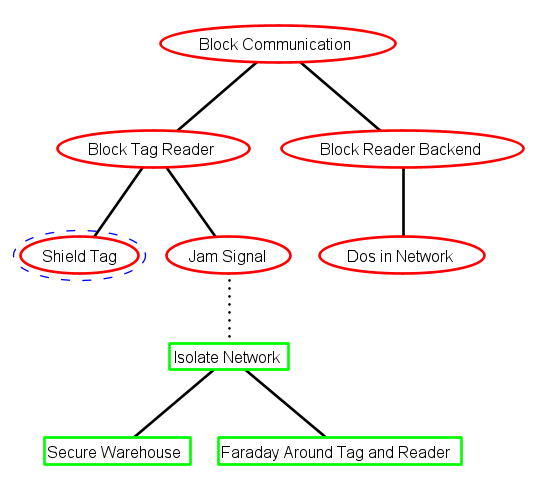 Block Communication
Block Tag Reader
Block Reader Backend
Shield Tag
Jam Signal
Dos in Network
Isolate Network
Secure Warehouse
Faraday Around Tag and Reader